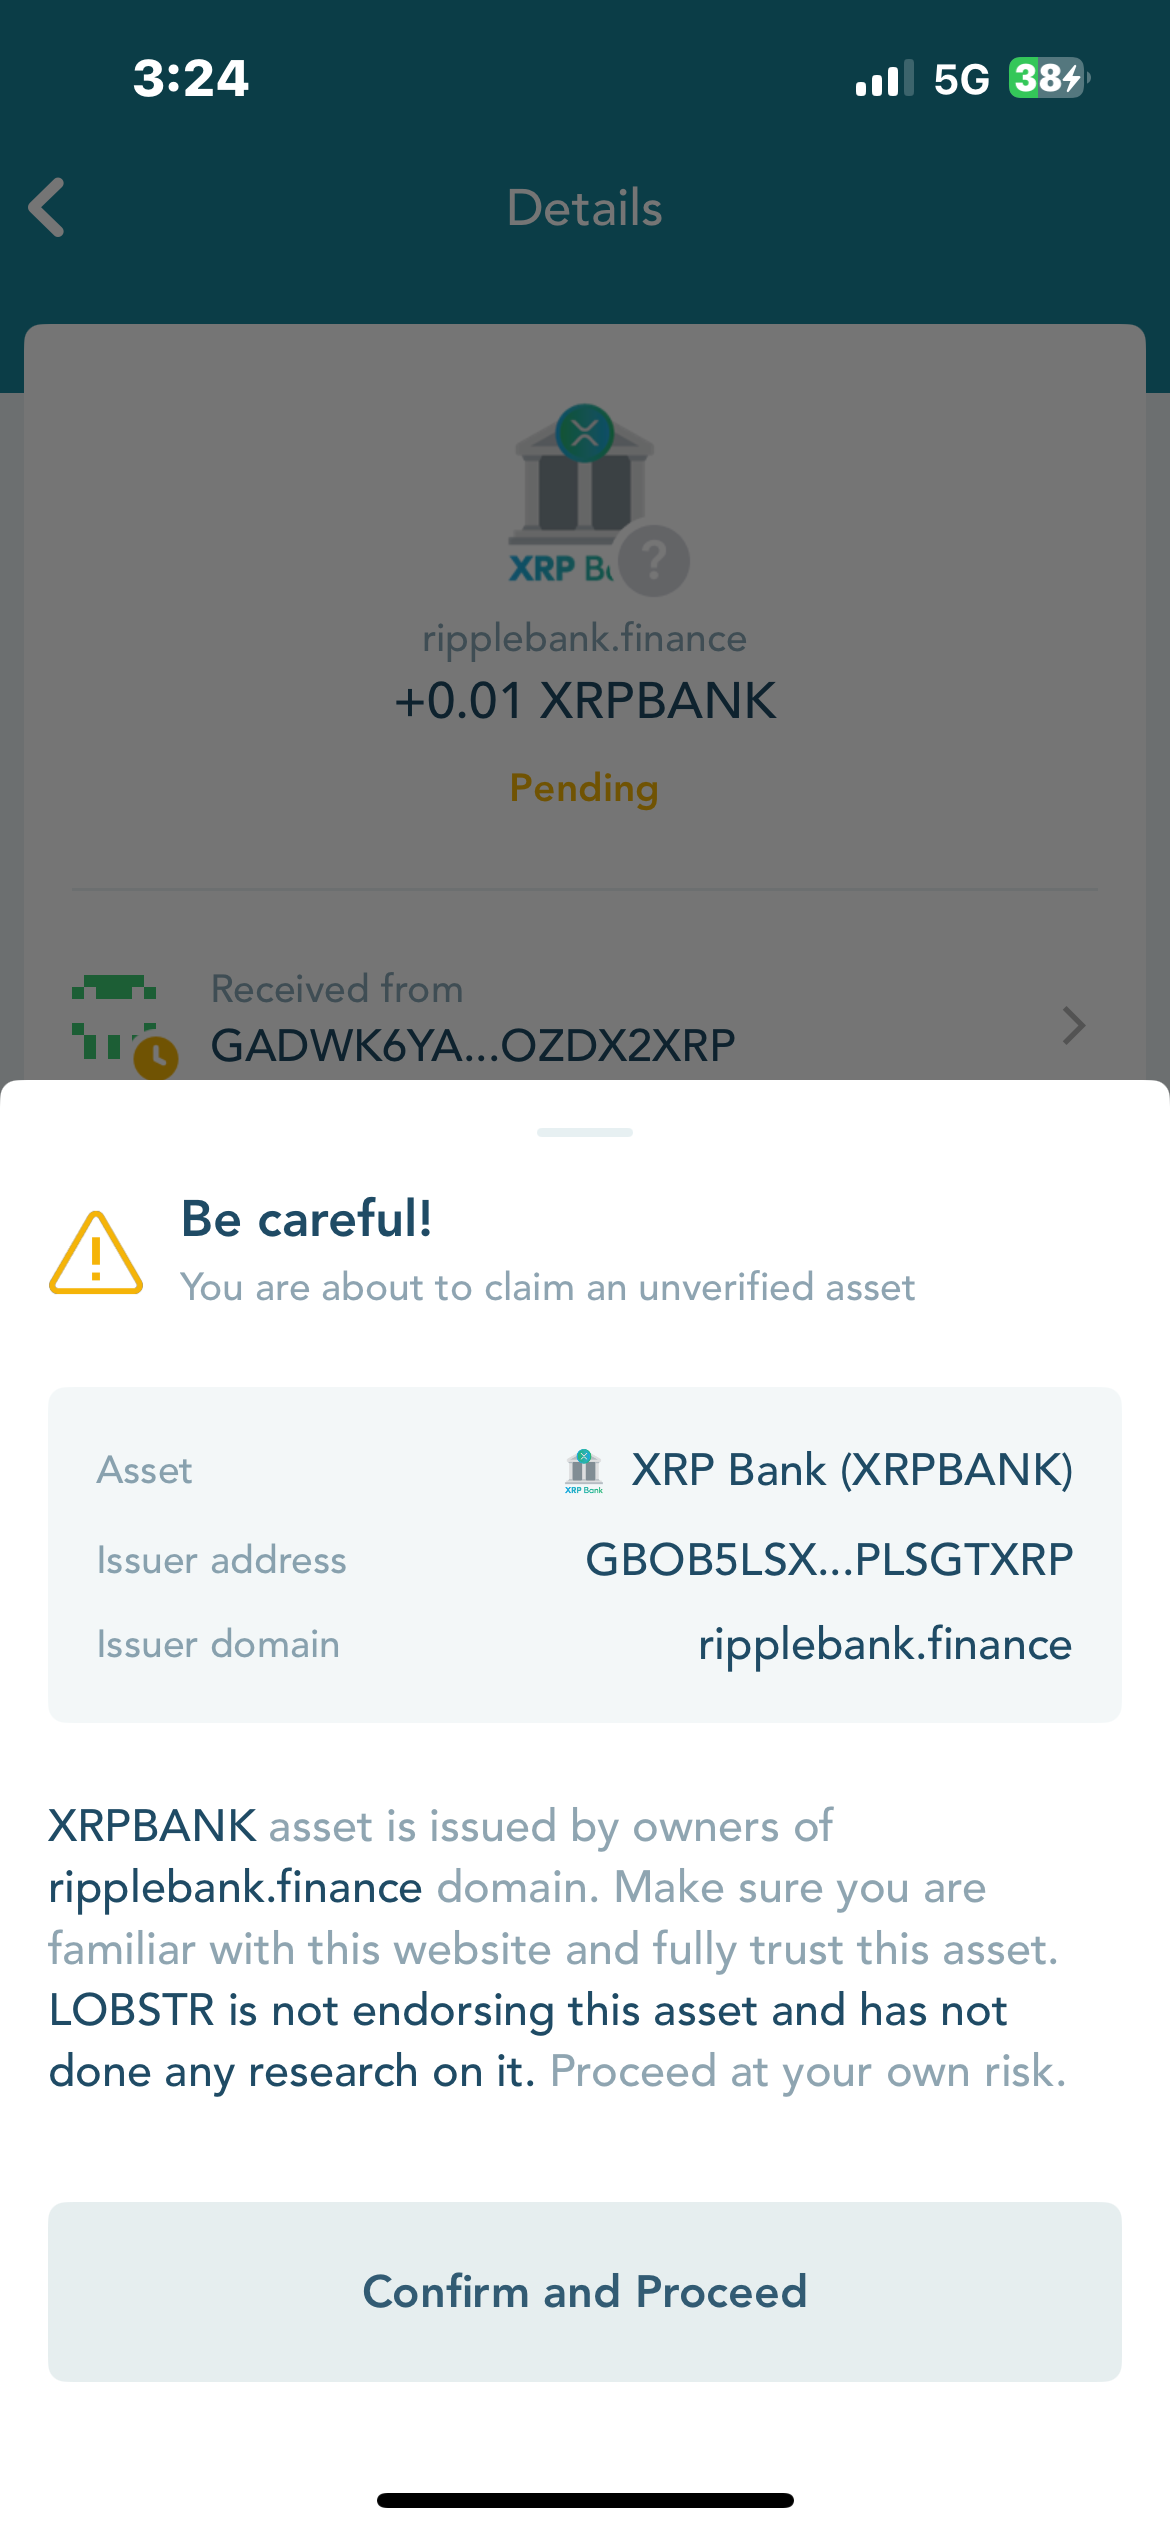 3:24
5G
38
Details
XRP
?
ripplebank.finance
+0.01 XRPBANK
Pending
Received from
GADWK6YA...OZDX2XRP
Be careful!
You are about to claim an unverified asset
Asset
XRP Bank
XRP Bank (XRPBANK)
Issuer address
GBOB5LSX...PLSGTXRP
Issuer domain
ripplebank.finance
XRPBANK asset is issued by owners of
ripplebank.finance domain. Make sure you are
familiar with this website and fully trust this asset.
LOBSTR is not endorsing this asset and has not
done any research on it. Proceed at your own risk.
Confirm and Proceed